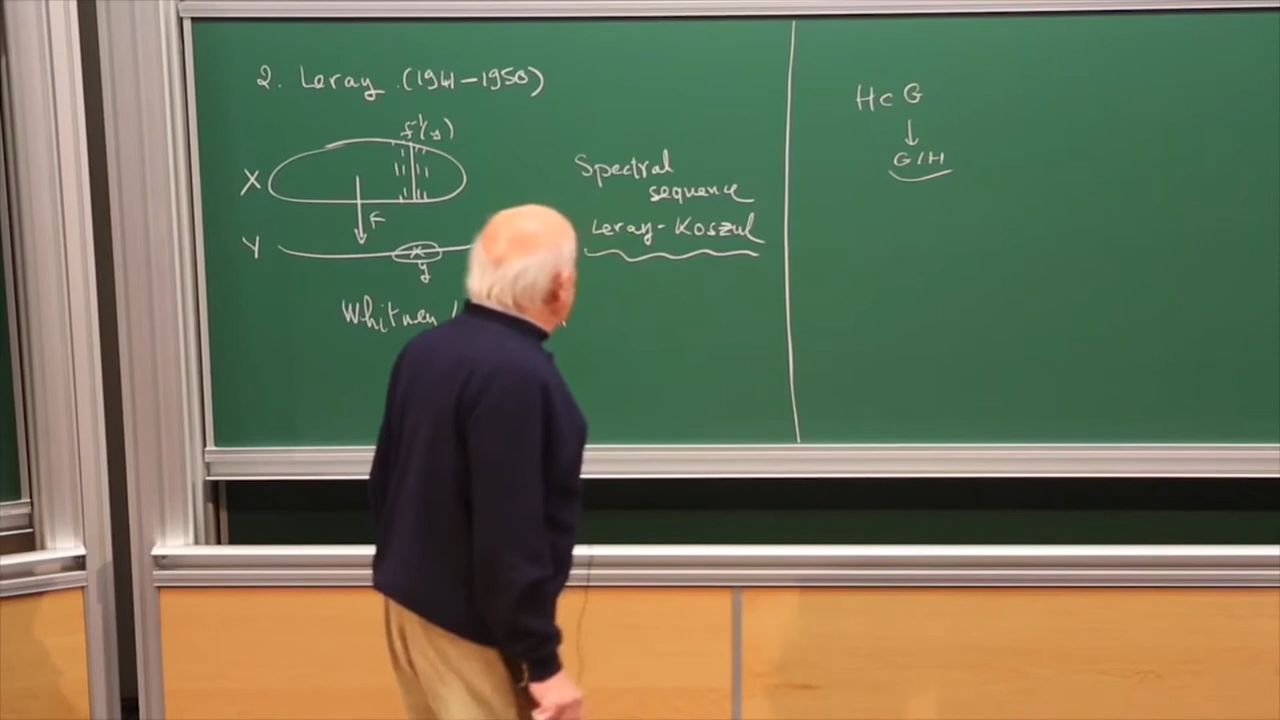 2. Leray (1941-1950)
f⁻¹(y)
X
F
Y
y
Whitney
Spectral
sequence
Leray-Koszul
H⊂G
↓
G/H